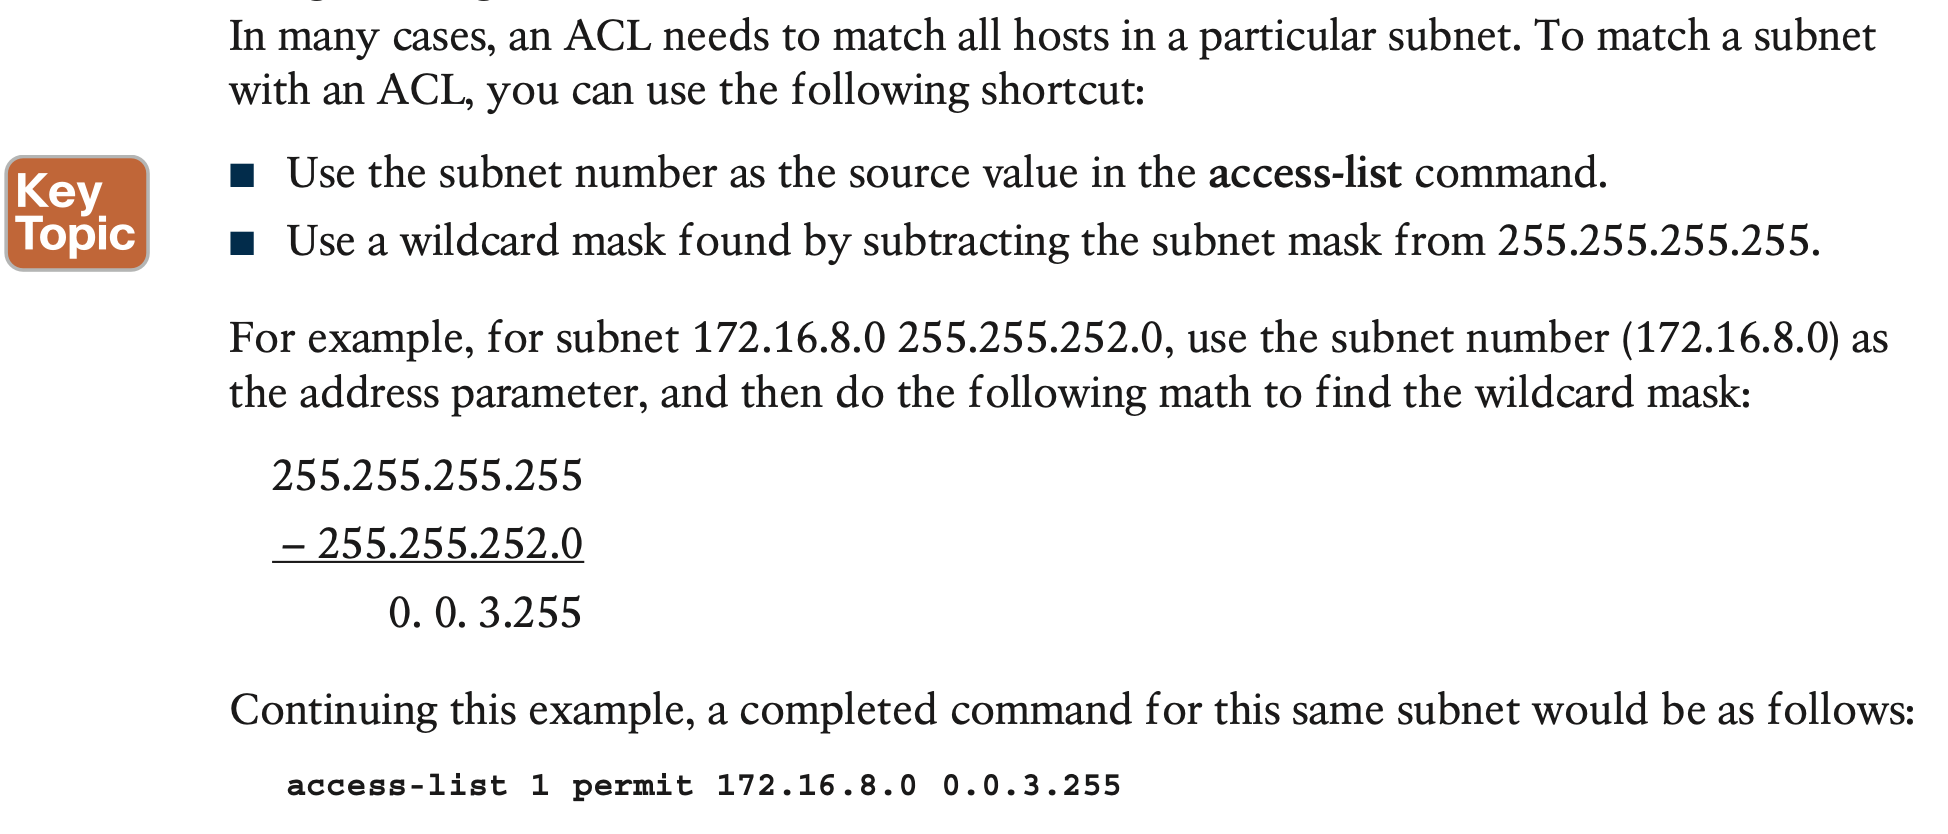 In many cases, an ACL needs to match all hosts in a particular subnet. To match a subnet
with an ACL, you can use the following shortcut:
Key
Topic
■ Use the subnet number as the source value in the access-list command.
■ Use a wildcard mask found by subtracting the subnet mask from 255.255.255.255.
For example, for subnet 172.16.8.0 255.255.252.0, use the subnet number (172.16.8.0) as
the address parameter, and then do the following math to find the wildcard mask:
255.255.255.255
– 255.255.252.0
0. 0. 3.255
Continuing this example, a completed command for this same subnet would be as follows:
access-list 1 permit 172.16.8.0 0.0.3.255